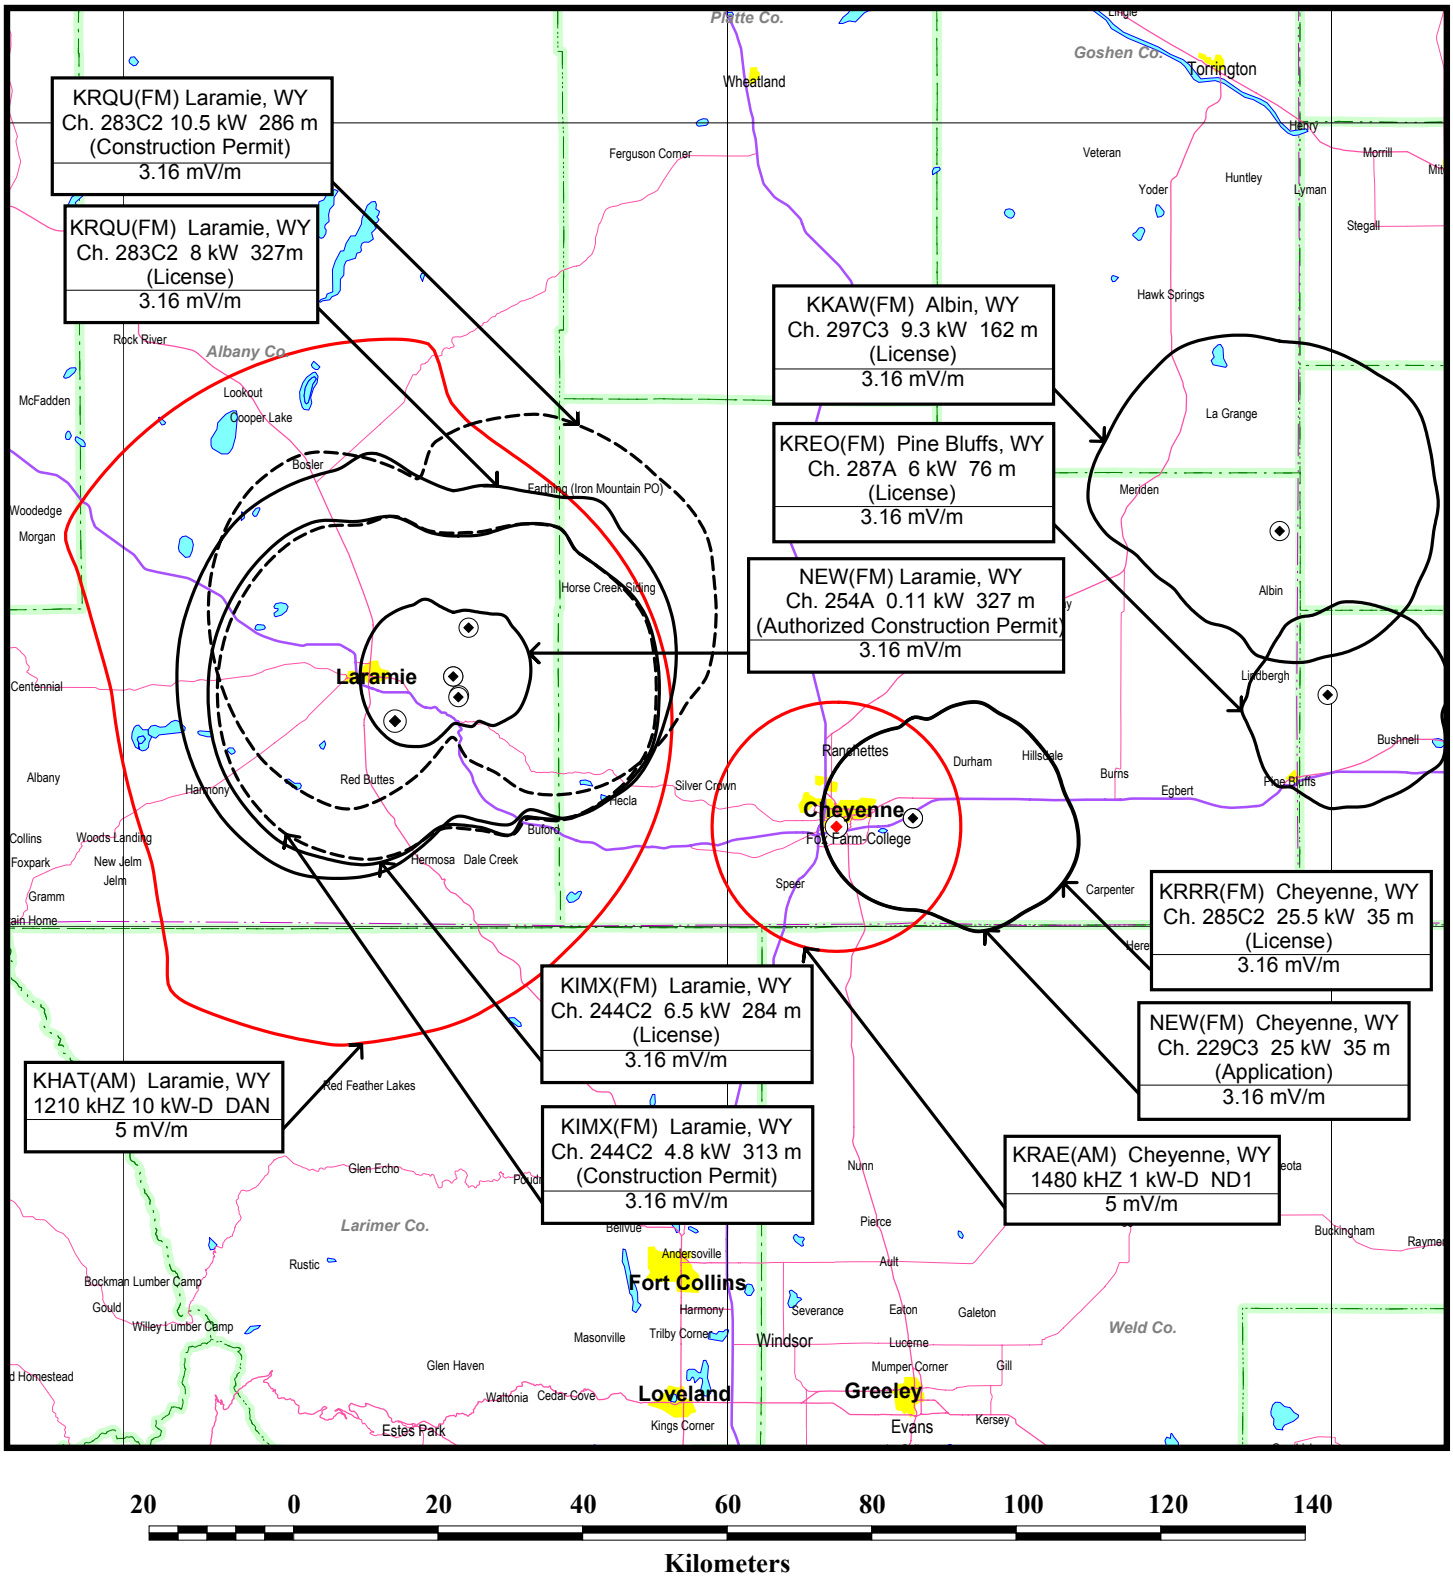 Platte Co.
Lingle
Goshen Co.
Torrington
Wheatland
KRQU(FM) Laramie, WY
Ch. 283C2 10.5 kW 286 m
(Construction Permit)
3.16 mV/m
Henry
Ferguson Corner
Veteran
Morrill
Huntley
Yoder
Lyman
Stegall
KRQU(FM) Laramie, WY
Ch. 283C2 8 kW 327m
(License)
3.16 mV/m
Hawk Springs
KKAW(FM) Albin, WY
Ch. 297C3 9.3 kW 162 m
(License)
3.16 mV/m
Rock River
Albany Co.
Lookout
McFadden
Cooper Lake
La Grange
KREO(FM) Pine Bluffs, WY
Ch. 287A 6 kW 76 m
(License)
3.16 mV/m
Bosler
Farthing (Iron Mountain PO)
Meriden
Woodedge
Morgan
NEW(FM) Laramie, WY
Ch. 254A 0.11 kW 327 m
(Authorized Construction Permit)
3.16 mV/m
Horse Creek Siding
Albin
Laramie
Centennial
Lindbergh
Ranchettes
Durham
Hillsdale
Bushnell
Albany
Red Buttes
Harmony
Silver Crown
Burns
Egbert
Pine Bluffs
Hecla
Cheyenne
Fox Farm-College
Buford
Collins
Woods Landing
Foxpark
New Jelm
Jelm
Hermosa
Dale Creek
Speer
Carpenter
Gramm
ain Home
KRRR(FM) Cheyenne, WY
Ch. 285C2 25.5 kW 35 m
(License)
3.16 mV/m
Here
KIMX(FM) Laramie, WY
Ch. 244C2 6.5 kW 284 m
(License)
3.16 mV/m
NEW(FM) Cheyenne, WY
Ch. 229C3 25 kW 35 m
(Application)
3.16 mV/m
KHAT(AM) Laramie, WY
1210 kHZ 10 kW-D DAN
5 mV/m
Red Feather Lakes
KIMX(FM) Laramie, WY
Ch. 244C2 4.8 kW 313 m
(Construction Permit)
3.16 mV/m
KRAE(AM) Cheyenne, WY
1480 kHZ 1 kW-D ND1
5 mV/m
Glen Echo
Poudr
Nunn
eota
Larimer Co.
Bellvue
Pierce
Buckingham
Raymer
Rustic
Andersville
Ault
Bockman Lumber Camp
Fort Collins
Gould
Harmony
Severance
Eaton
Galeton
Willey Lumber Camp
Masonville
Trilby Corner
Windsor
Lucerne
Weld Co.
Glen Haven
Mumper Corner
Gill
d Homestead
Waltonia
Cedar Cove
Loveland
Greeley
Estes Park
Kings Corner
Evans
Kersey
20 0 20 40 60 80 100 120 140
Kilometers